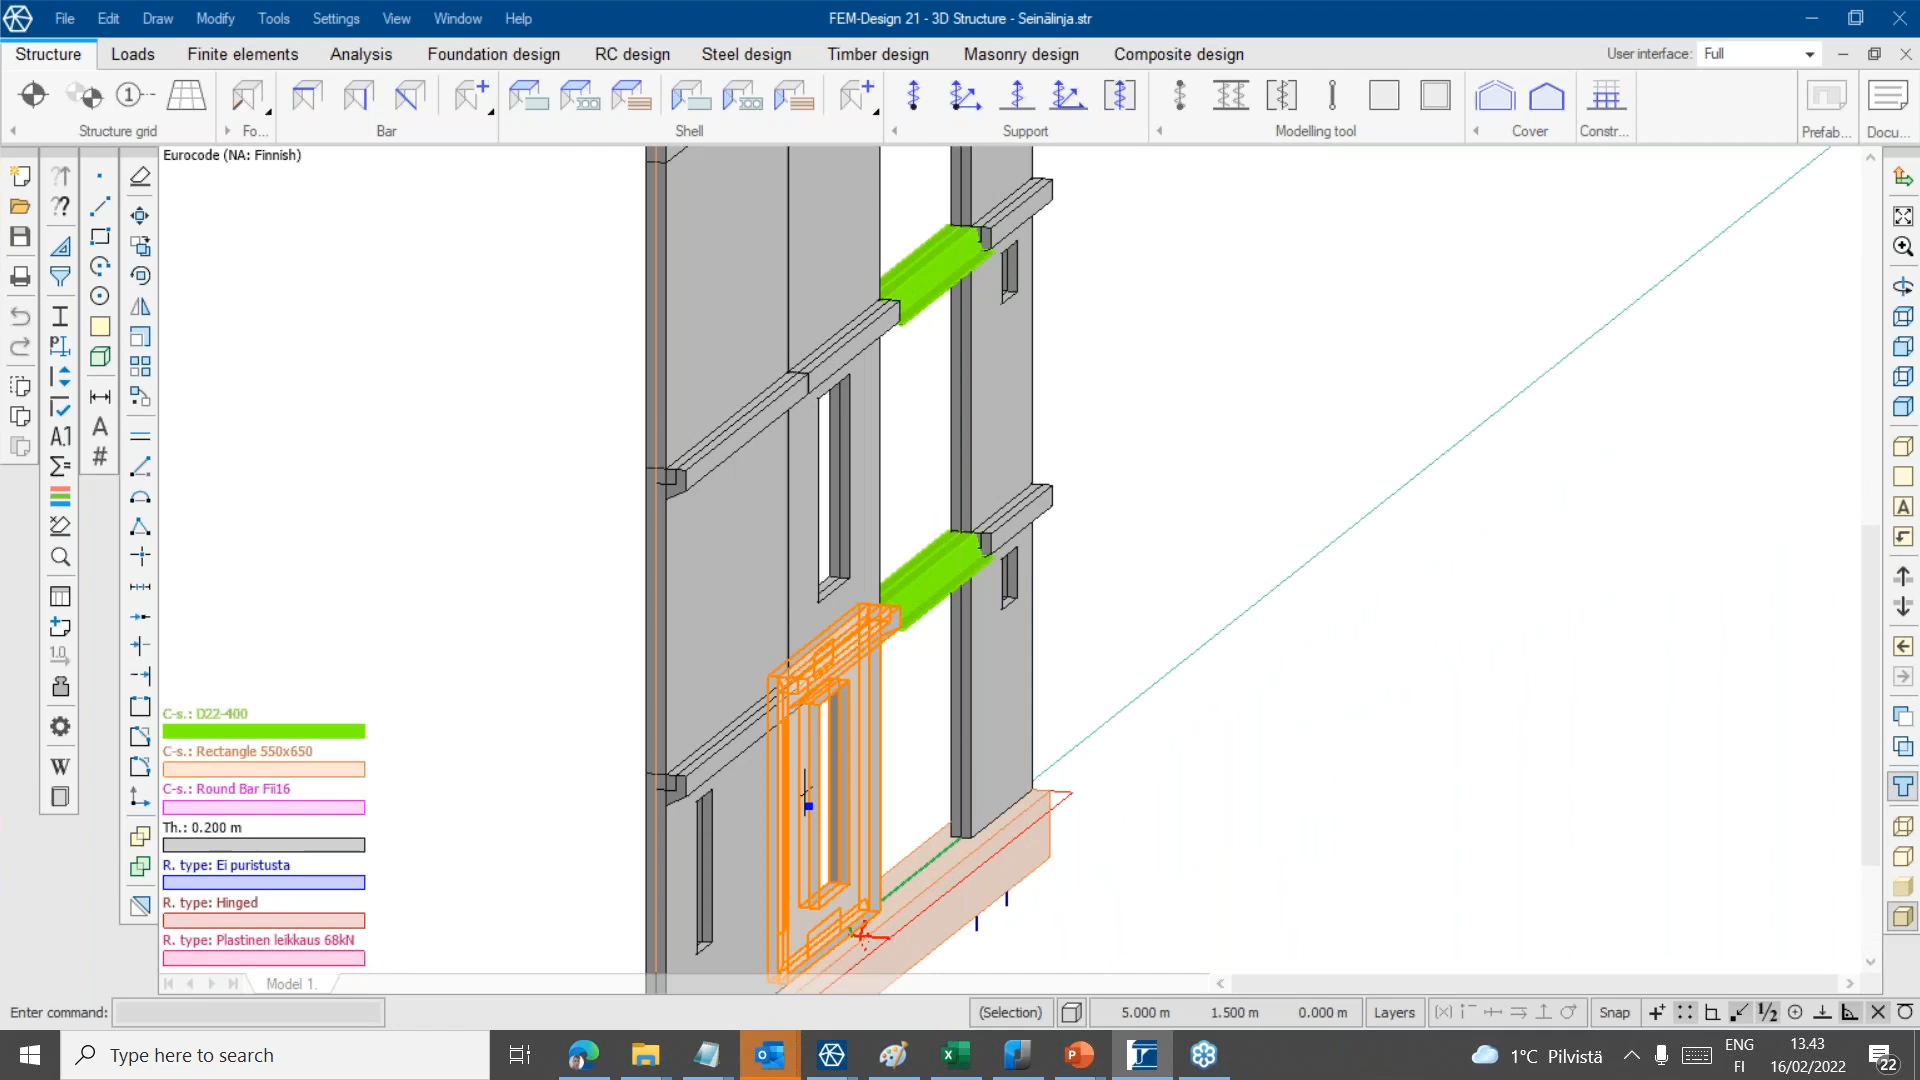 File Edit Draw Modify Tools Settings View Window Help
FEM-Design 21 - 3D Structure - Seinälinja.str
Structure Loads Finite elements Analysis Foundation design RC design Steel design Timber design Masonry design Composite design
User interface: Full
Structure grid Fo... Bar Shell Support Modelling tool Cover Constr... Prefab... Docu...
Eurocode (NA: Finnish)
C-s.: D22-400
C-s.: Rectangle 550x650
C-s.: Round Bar Fii16
Th.: 0.200 m
R. type: Ei puristusta
R. type: Hinged
R. type: Plastinen leikkaus 68kN
Model 1.
Enter command:
(Selection) 5.000 m 1.500 m 0.000 m Layers Snap
Type here to search
1°C Pilvistä
ENG
FI
13.43
16/02/2022
22